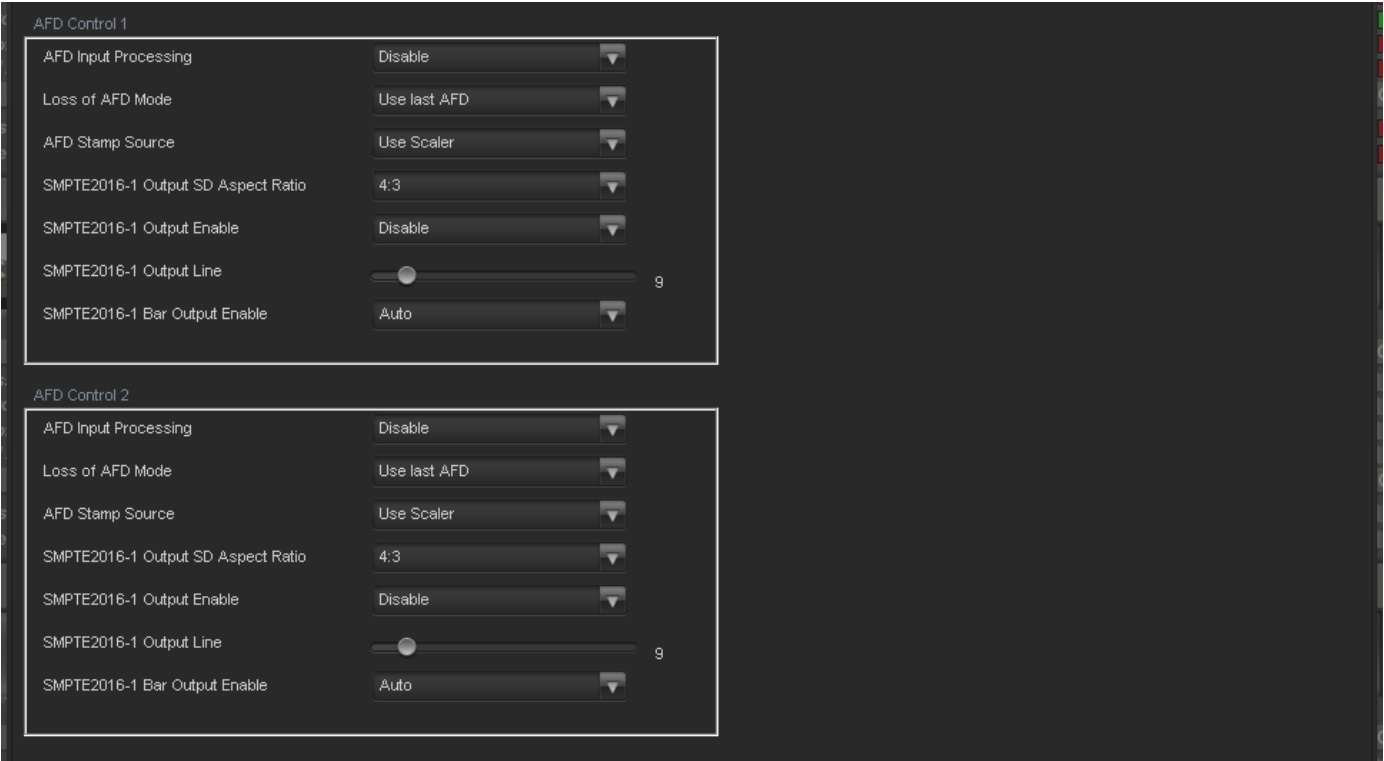 AFD Control 1
AFD Input Processing Disable
Loss of AFD Mode Use last AFD
AFD Stamp Source Use Scaler
SMPTE2016-1 Output SD Aspect Ratio 4:3
SMPTE2016-1 Output Enable Disable
SMPTE2016-1 Output Line 9
SMPTE2016-1 Bar Output Enable Auto
AFD Control 2
AFD Input Processing Disable
Loss of AFD Mode Use last AFD
AFD Stamp Source Use Scaler
SMPTE2016-1 Output SD Aspect Ratio 4:3
SMPTE2016-1 Output Enable Disable
SMPTE2016-1 Output Line 9
SMPTE2016-1 Bar Output Enable Auto